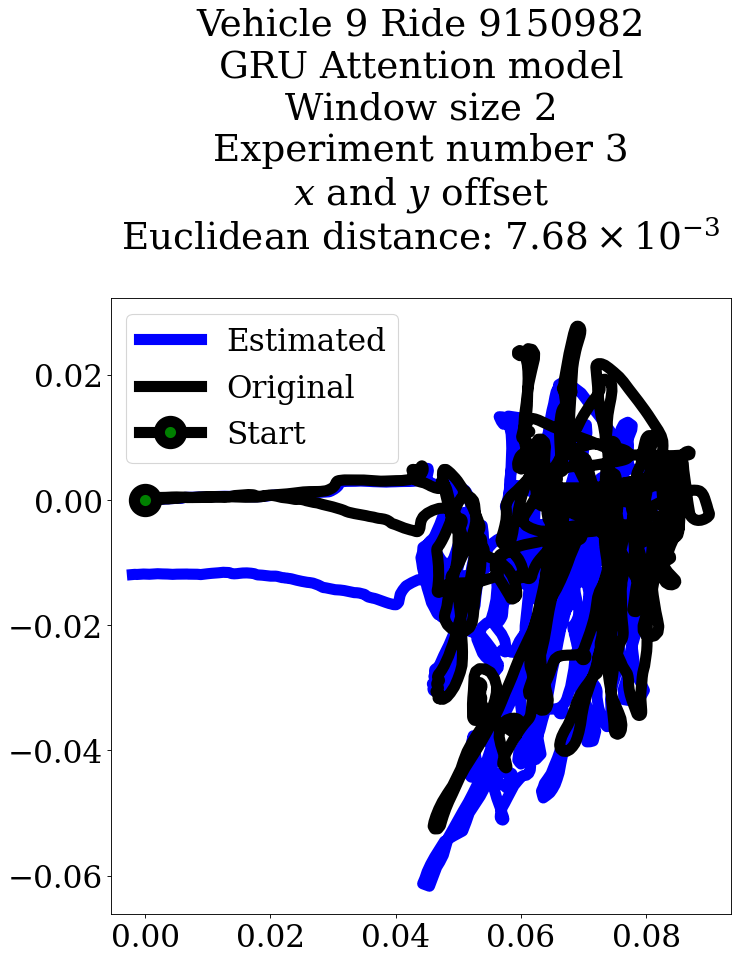 Vehicle 9 Ride 9150982
GRU Attention model
Window size 2
Experiment number 3
x and y offset
Euclidean distance: 7.68 × 10⁻³
Estimated
Original
Start
0.02
0.00
−0.02
−0.04
−0.06
0.00 0.02 0.04 0.06 0.08